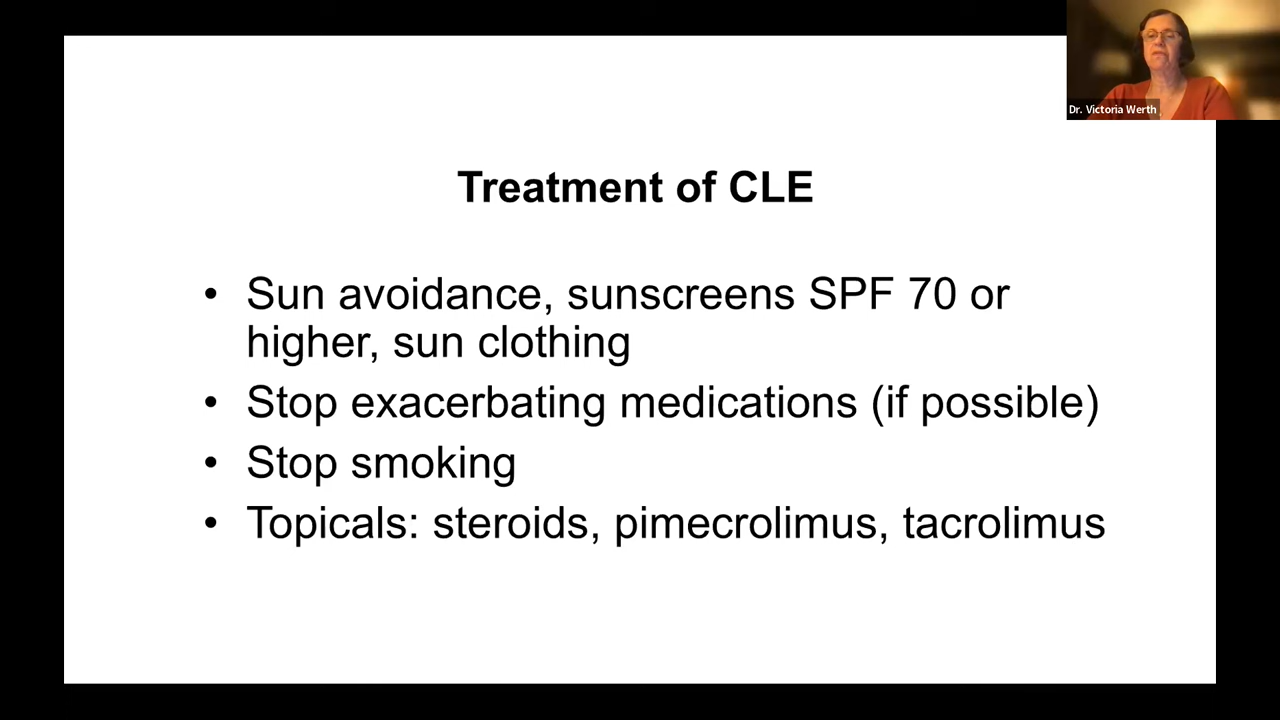 Dr. Victoria Werth
Treatment of CLE
• Sun avoidance, sunscreens SPF 70 or
higher, sun clothing
• Stop exacerbating medications (if possible)
• Stop smoking
• Topicals: steroids, pimecrolimus, tacrolimus